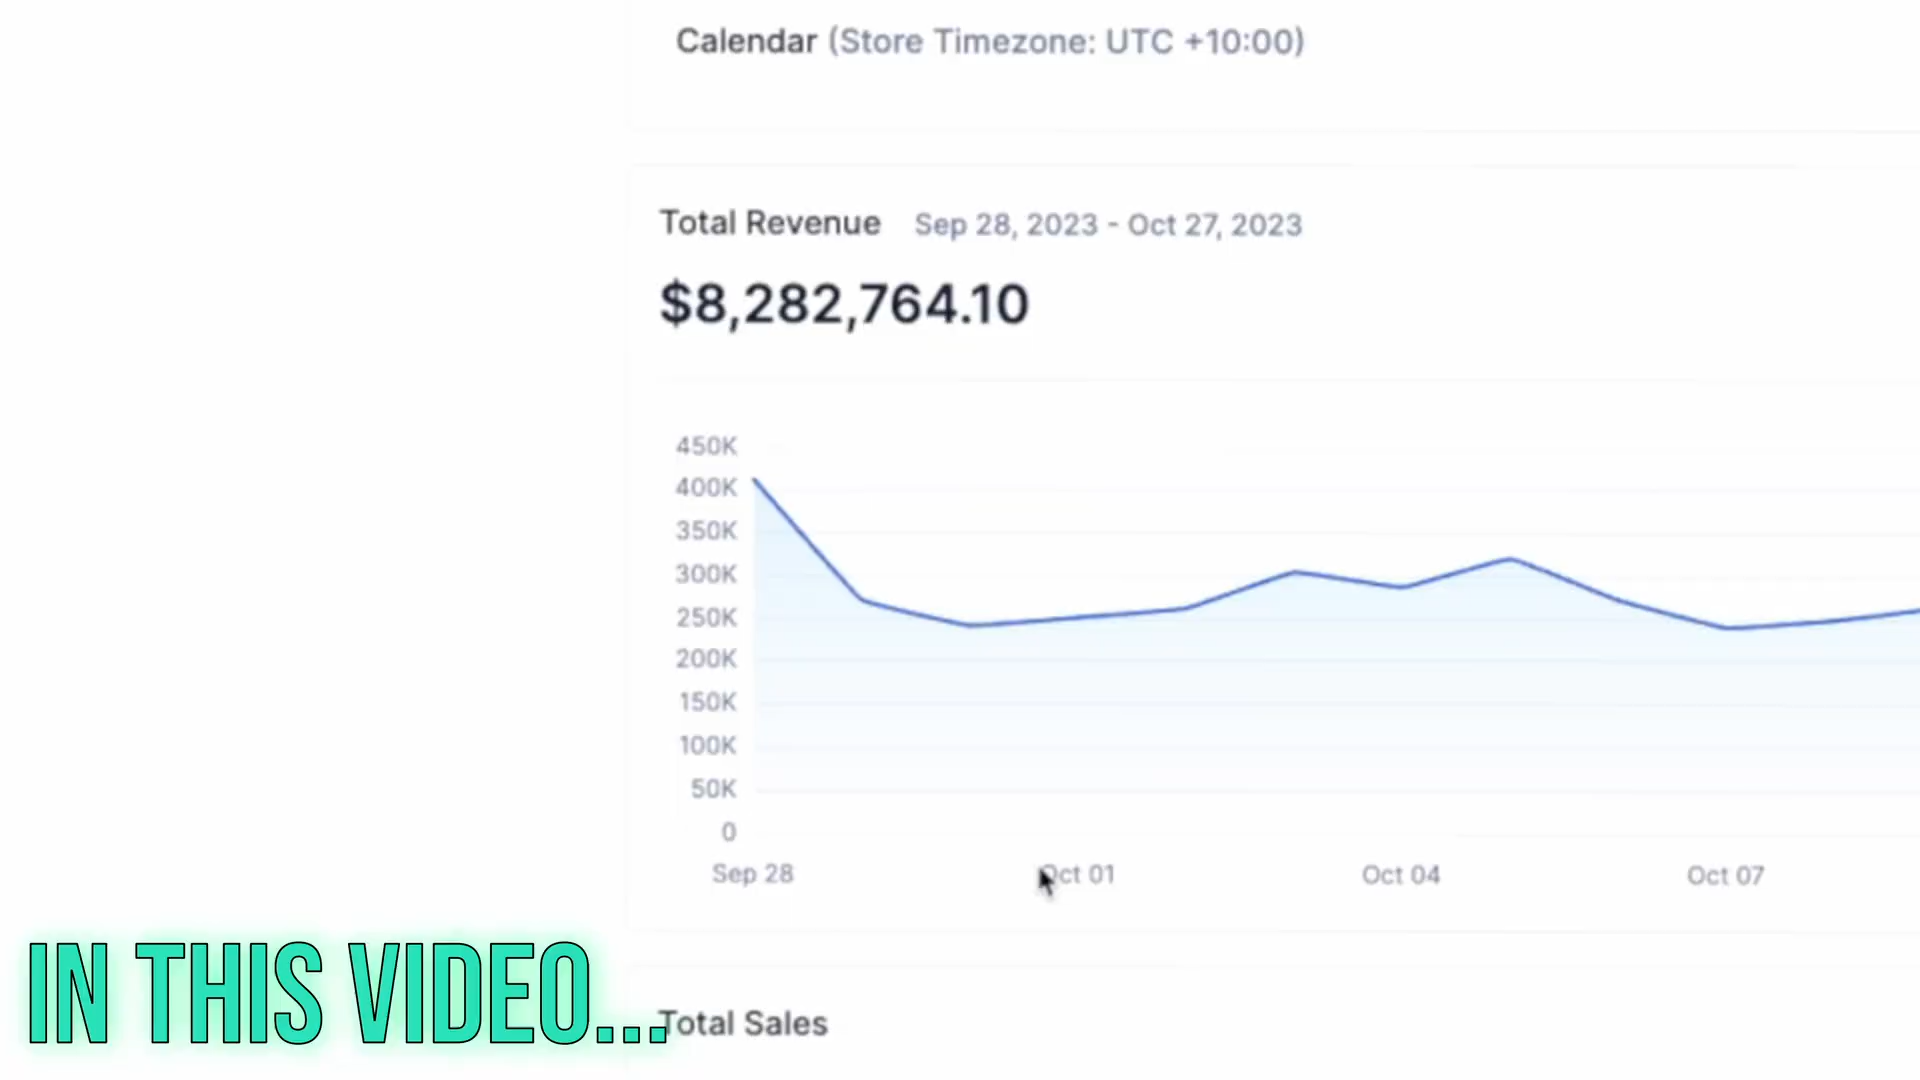 Calendar (Store Timezone: UTC +10:00)
Total Revenue Sep 28, 2023 - Oct 27, 2023
$8,282,764.10
450K
400K
350K
300K
250K
200K
150K
100K
50K
0
Sep 28 Oct 01 Oct 04 Oct 07
IN THIS VIDEO...
Total Sales